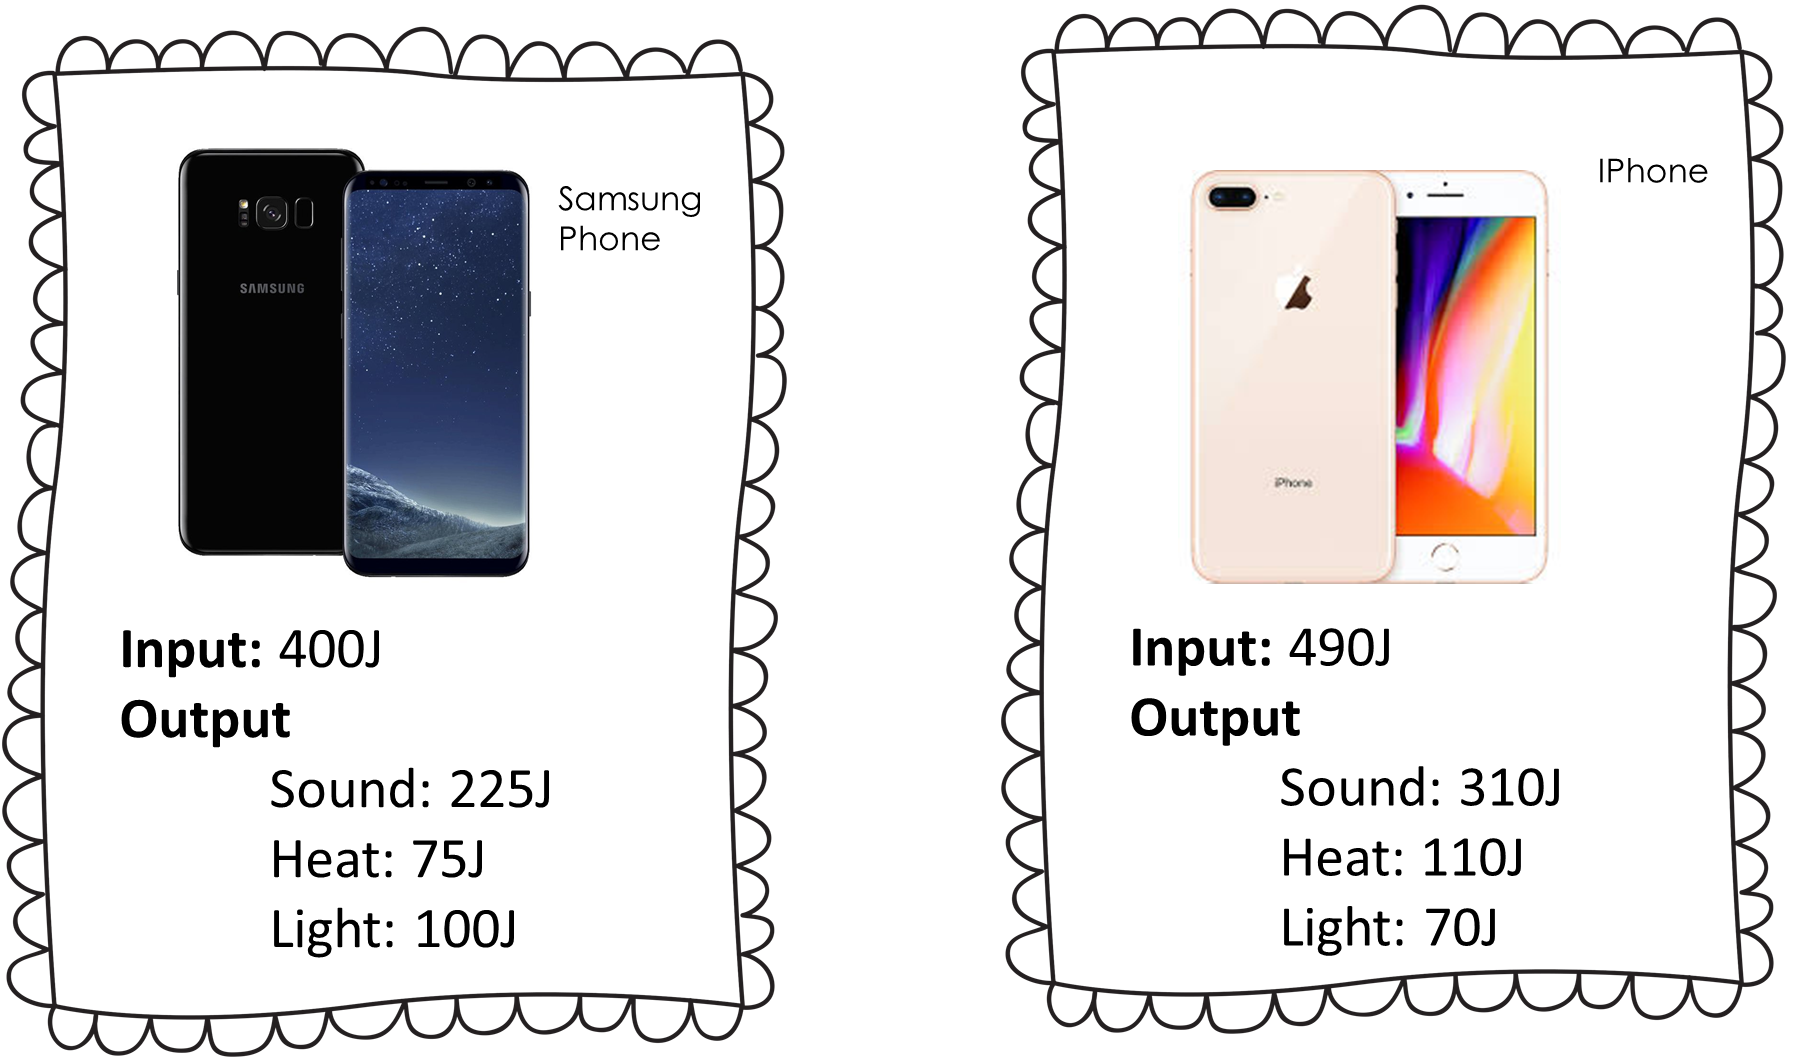 Samsung
Phone
SAMSUNG
Input: 400J
Output
Sound: 225J
Heat: 75J
Light: 100J
IPhone
iPhone
Input: 490J
Output
Sound: 310J
Heat: 110J
Light: 70J